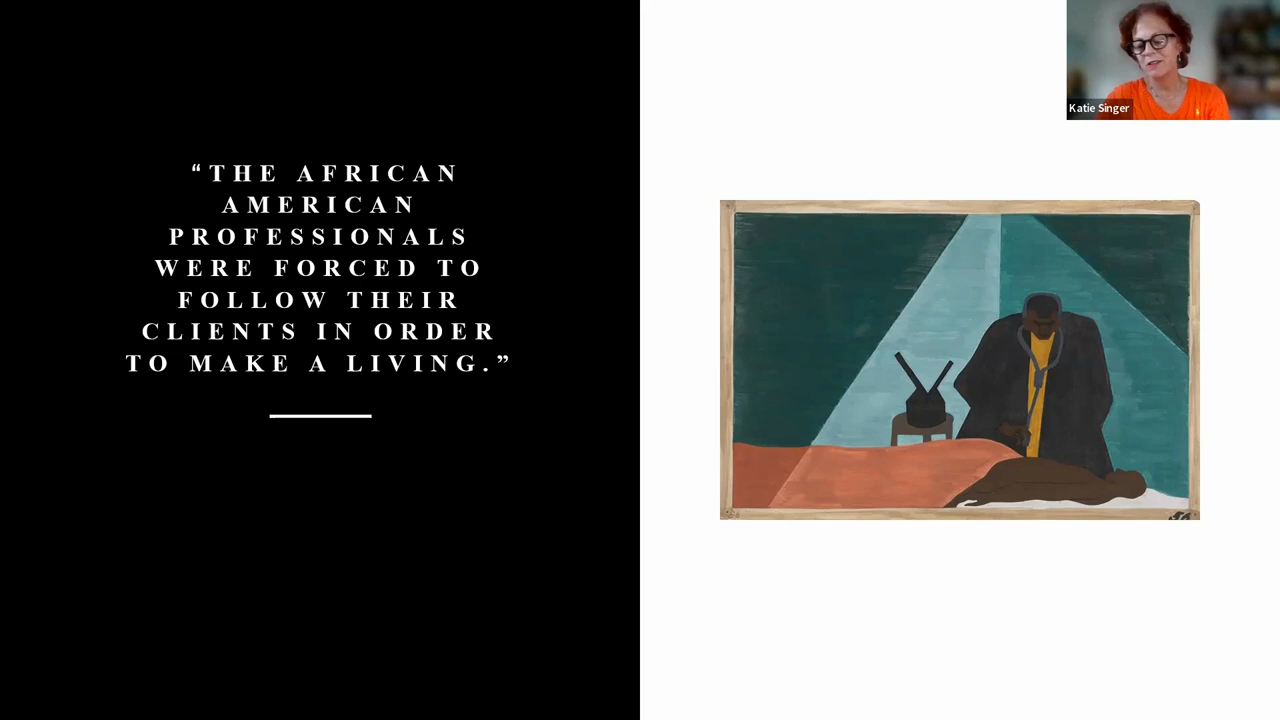 “THE AFRICAN
AMERICAN
PROFESSIONALS
WERE FORCED TO
FOLLOW THEIR
CLIENTS IN ORDER
TO MAKE A LIVING.”
Katie Singer